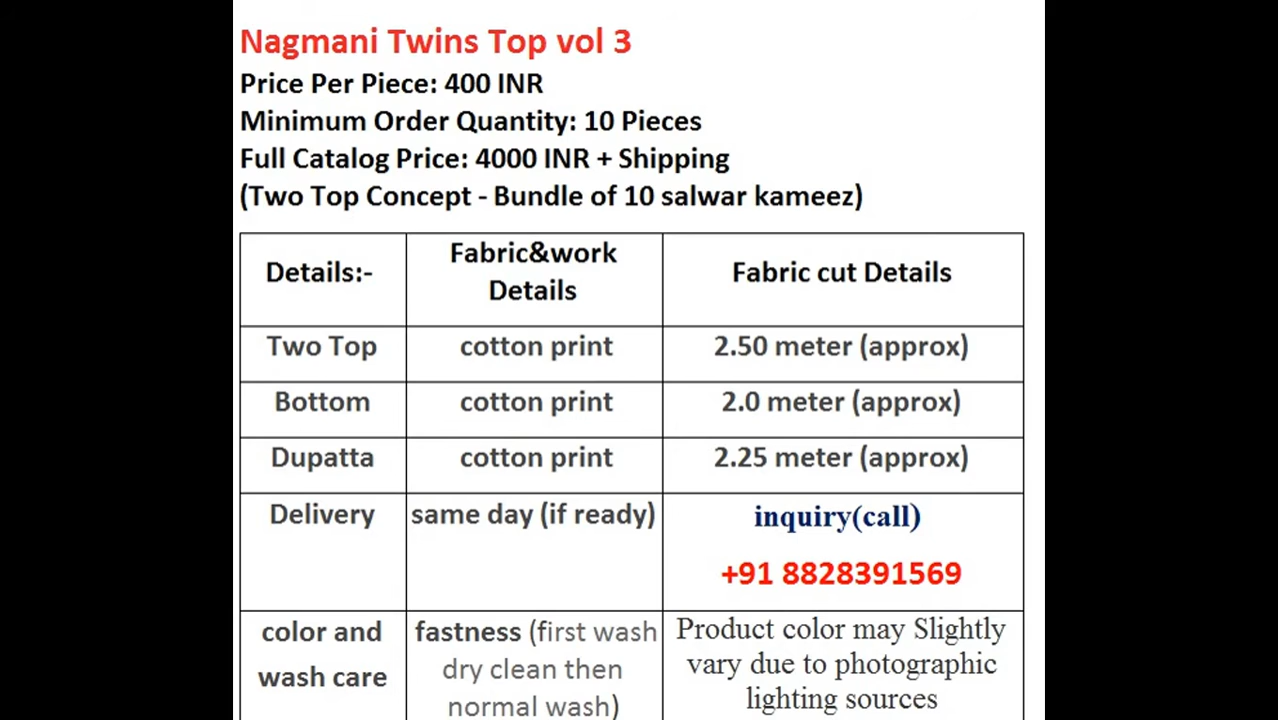 Nagmani Twins Top vol 3
Price Per Piece: 400 INR
Minimum Order Quantity: 10 Pieces
Full Catalog Price: 4000 INR + Shipping
(Two Top Concept - Bundle of 10 salwar kameez)
Details:-
Fabric&work
Details
Fabric cut Details
Two Top
cotton print
2.50 meter (approx)
Bottom
cotton print
2.0 meter (approx)
Dupatta
cotton print
2.25 meter (approx)
Delivery
same day (if ready)
inquiry(call)
+91 8828391569
color and
wash care
fastness (first wash
dry clean then
normal wash)
Product color may Slightly
vary due to photographic
lighting sources